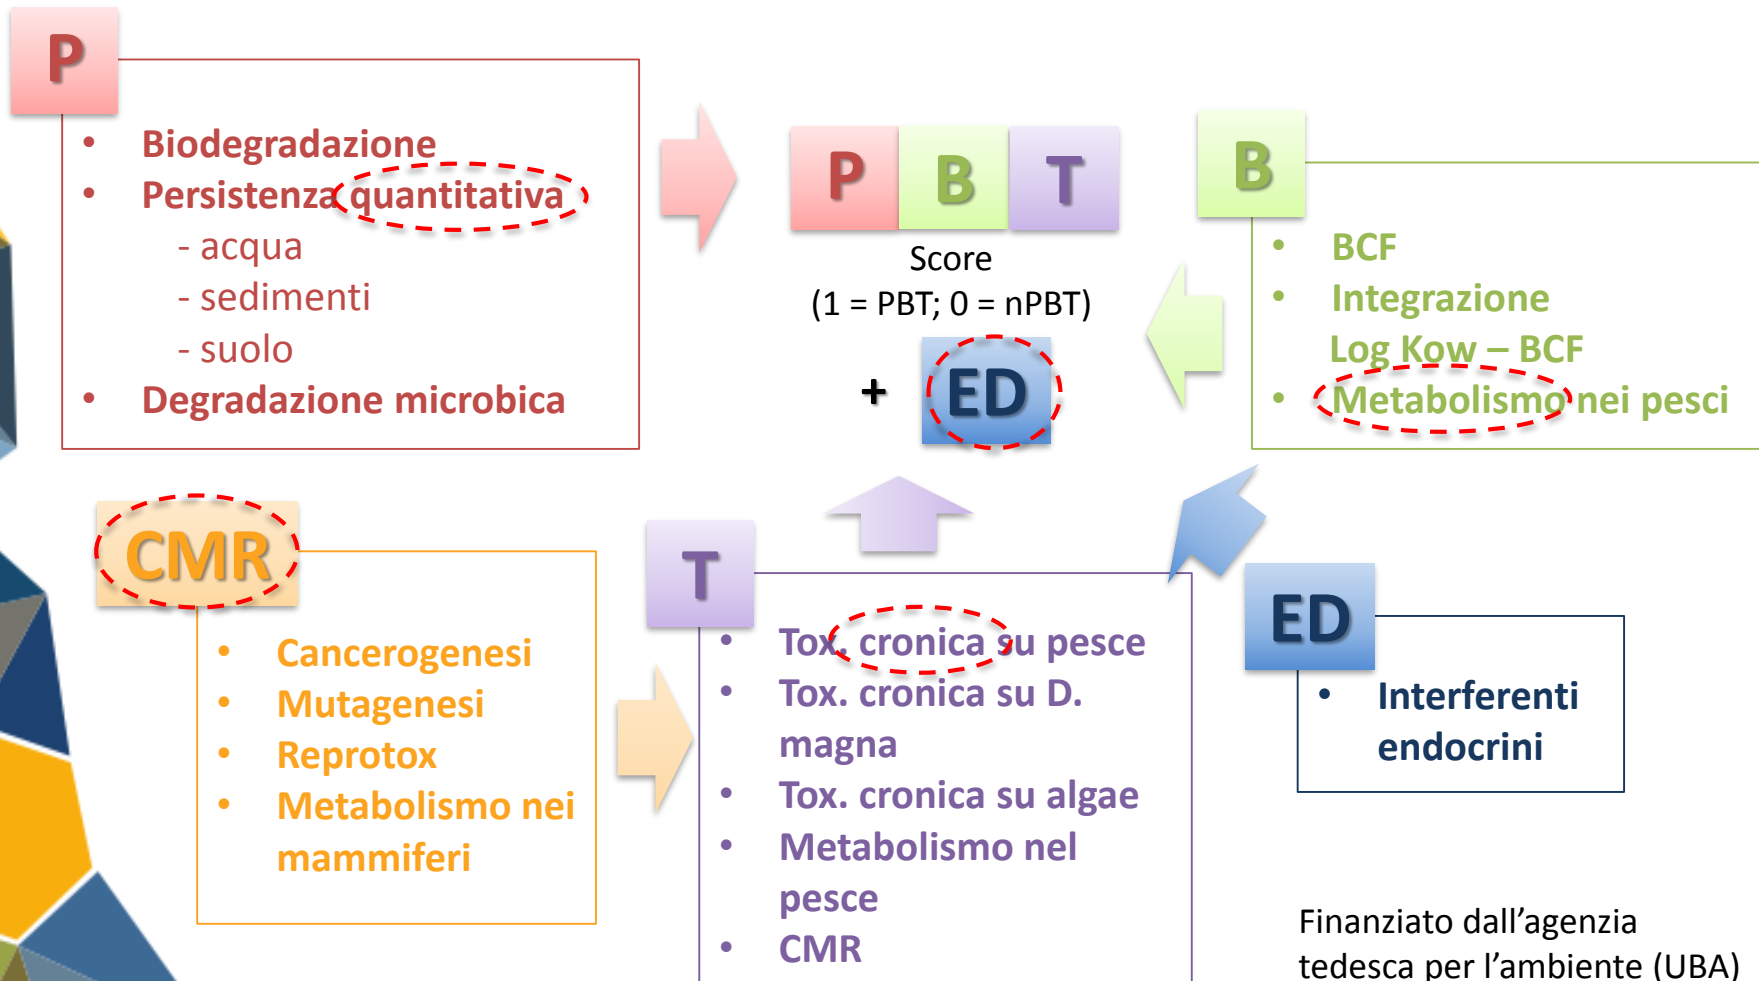 P
• Biodegradazione
• Persistenza quantitativa
- acqua
- sedimenti
- suolo
• Degradazione microbica
P B T
Score
(1 = PBT; 0 = nPBT)
+ ED
B
• BCF
• Integrazione
Log Kow – BCF
• Metabolismo nei pesci
CMR
• Cancerogenesi
• Mutagenesi
• Reprotox
• Metabolismo nei
mammiferi
T
• Tox. cronica su pesce
• Tox. cronica su D.
magna
• Tox. cronica su algae
• Metabolismo nel
pesce
• CMR
ED
• Interferenti
endocrini
Finanziato dall’agenzia
tedesca per l’ambiente (UBA)